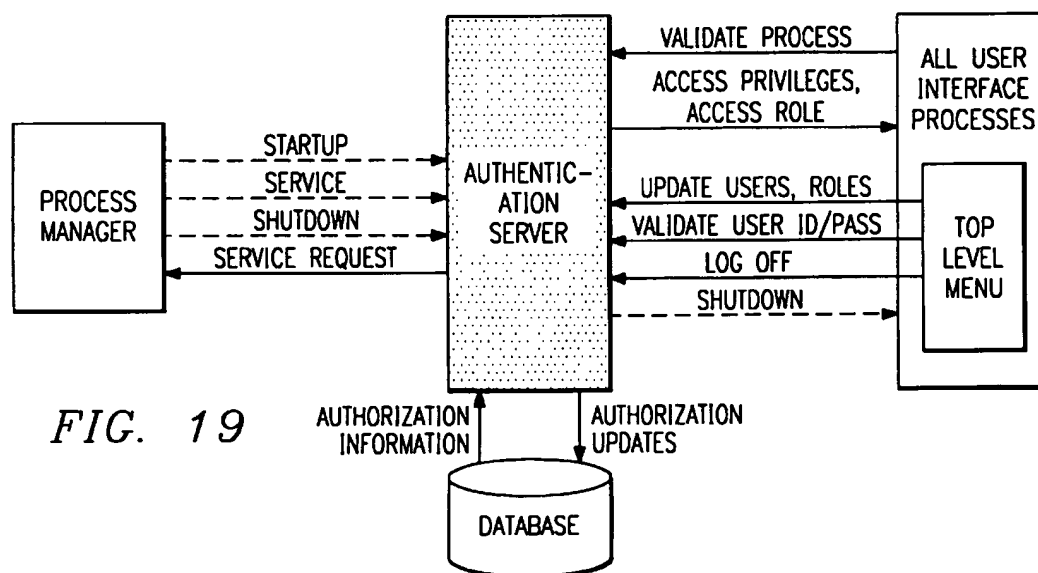 VALIDATE PROCESS
ACCESS PRIVILEGES,
ACCESS ROLE
ALL USER
INTERFACE
PROCESSES
PROCESS
MANAGER
STARTUP
SERVICE
SHUTDOWN
SERVICE REQUEST
AUTHENTIC-
ATION
SERVER
UPDATE USERS, ROLES
VALIDATE USER ID/PASS
LOG OFF
SHUTDOWN
TOP
LEVEL
MENU
FIG. 19
AUTHORIZATION
INFORMATION
AUTHORIZATION
UPDATES
DATABASE